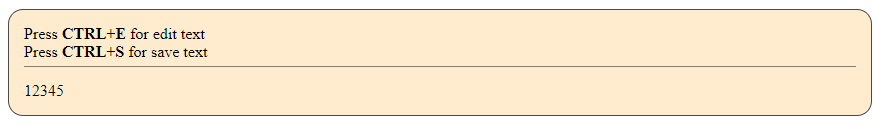 Press CTRL+E for edit text
Press CTRL+S for save text
12345